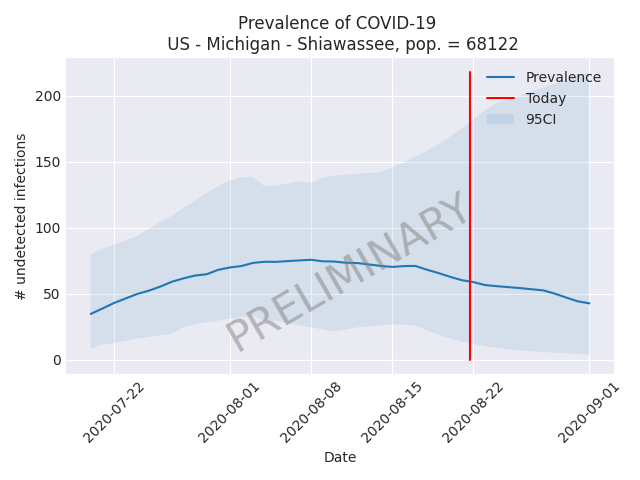 Prevalence of COVID-19
US - Michigan - Shiawassee, pop. = 68122
Prevalence
Today
95CI
PRELIMINARY
# undetected infections
200
150
100
50
0
2020-07-22
2020-08-01
2020-08-08
2020-08-15
2020-08-22
2020-09-01
Date